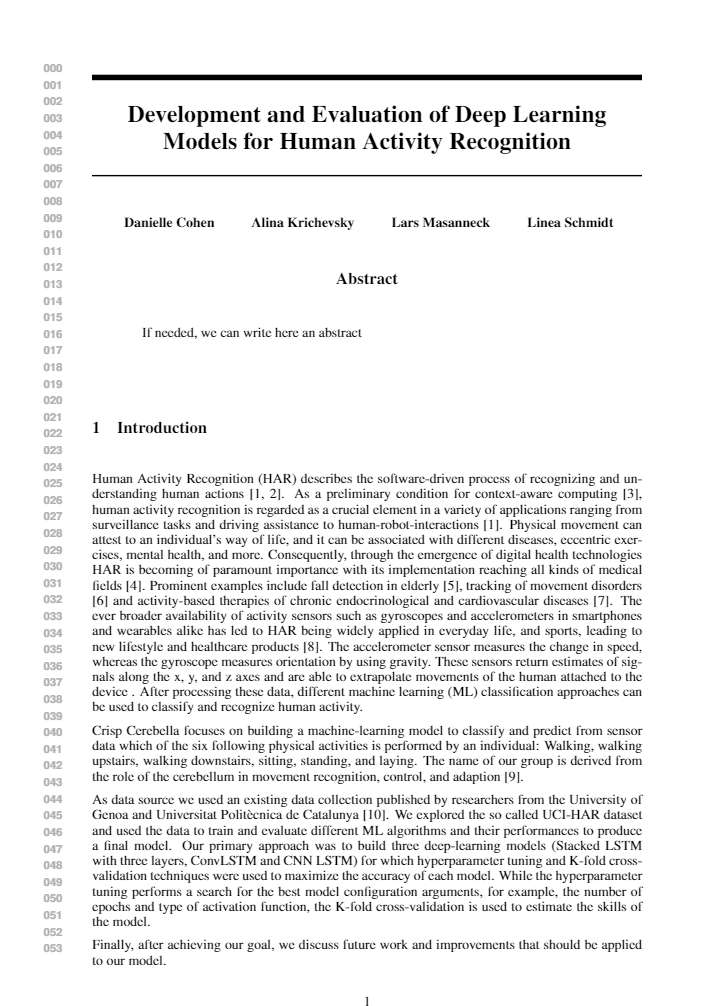 000
001
002
003
004
005
006
007
008
009
010
011
012
013
014
015
016
017
018
019
020
021
022
023
024
025
026
027
028
029
030
031
032
033
034
035
036
037
038
039
040
041
042
043
044
045
046
047
048
049
050
051
052
053
Development and Evaluation of Deep Learning
Models for Human Activity Recognition
Danielle Cohen Alina Krichevsky Lars Masanneck Linea Schmidt
Abstract
If needed, we can write here an abstract
1 Introduction
Human Activity Recognition (HAR) describes the software-driven process of recognizing and un-
derstanding human actions [1, 2]. As a preliminary condition for context-aware computing [3],
human activity recognition is regarded as a crucial element in a variety of applications ranging from
surveillance tasks and driving assistance to human-robot-interactions [1]. Physical movement can
attest to an individual's way of life, and it can be associated with different diseases, eccentric exer-
cises, mental health, and more. Consequently, through the emergence of digital health technologies
HAR is becoming of paramount importance with its implementation reaching all kinds of medical
fields [4]. Prominent examples include fall detection in elderly [5], tracking of movement disorders
[6] and activity-based therapies of chronic endocrinological and cardiovascular diseases [7]. The
ever broader availability of activity sensors such as gyroscopes and accelerometers in smartphones
and wearables alike has led to HAR being widely applied in everyday life, and sports, leading to
new lifestyle and healthcare products [8]. The accelerometer sensor measures the change in speed,
whereas the gyroscope measures orientation by using gravity. These sensors return estimates of sig-
nals along the x, y, and z axes and are able to extrapolate movements of the human attached to the
device . After processing these data, different machine learning (ML) classification approaches can
be used to classify and recognize human activity.
Crisp Cerebella focuses on building a machine-learning model to classify and predict from sensor
data which of the six following physical activities is performed by an individual: Walking, walking
upstairs, walking downstairs, sitting, standing, and laying. The name of our group is derived from
the role of the cerebellum in movement recognition, control, and adaption [9].
As data source we used an existing data collection published by researchers from the University of
Genoa and Universitat Politècnica de Catalunya [10]. We explored the so called UCI-HAR dataset
and used the data to train and evaluate different ML algorithms and their performances to produce
a final model. Our primary approach was to build three deep-learning models (Stacked LSTM
with three layers, ConvLSTM and CNN LSTM) for which hyperparameter tuning and K-fold cross-
validation techniques were used to maximize the accuracy of each model. While the hyperparameter
tuning performs a search for the best model configuration arguments, for example, the number of
epochs and type of activation function, the K-fold cross-validation is used to estimate the skills of
the model.
Finally, after achieving our goal, we discuss future work and improvements that should be applied
to our model.
1